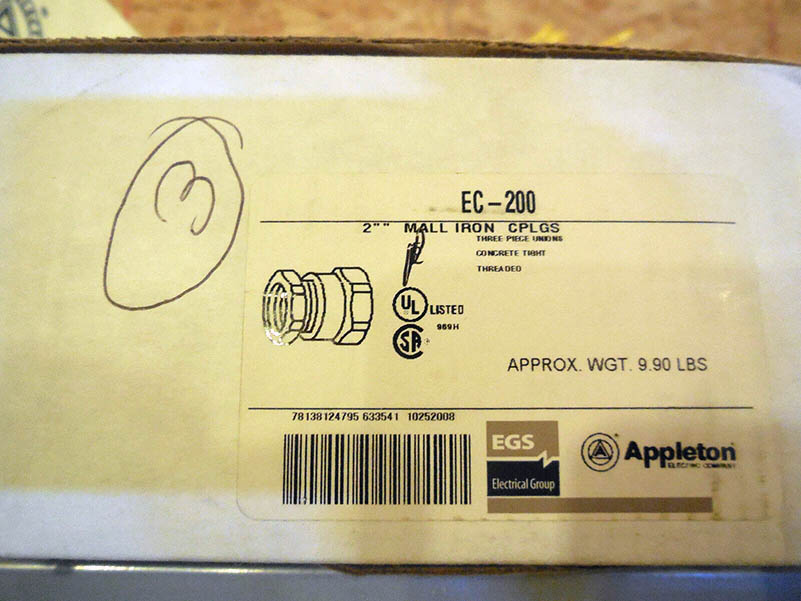 3
EC-200
2"" MALL IRON CPLGS
THREE PIECE UNIONS
CONCRETE TIGHT
THREADED
UL LISTED
969H
SA
APPROX. WGT. 9.90 LBS
78138124795 633541 10252008
EGS
Electrical Group
Appleton
ELECTRIC COMPANY